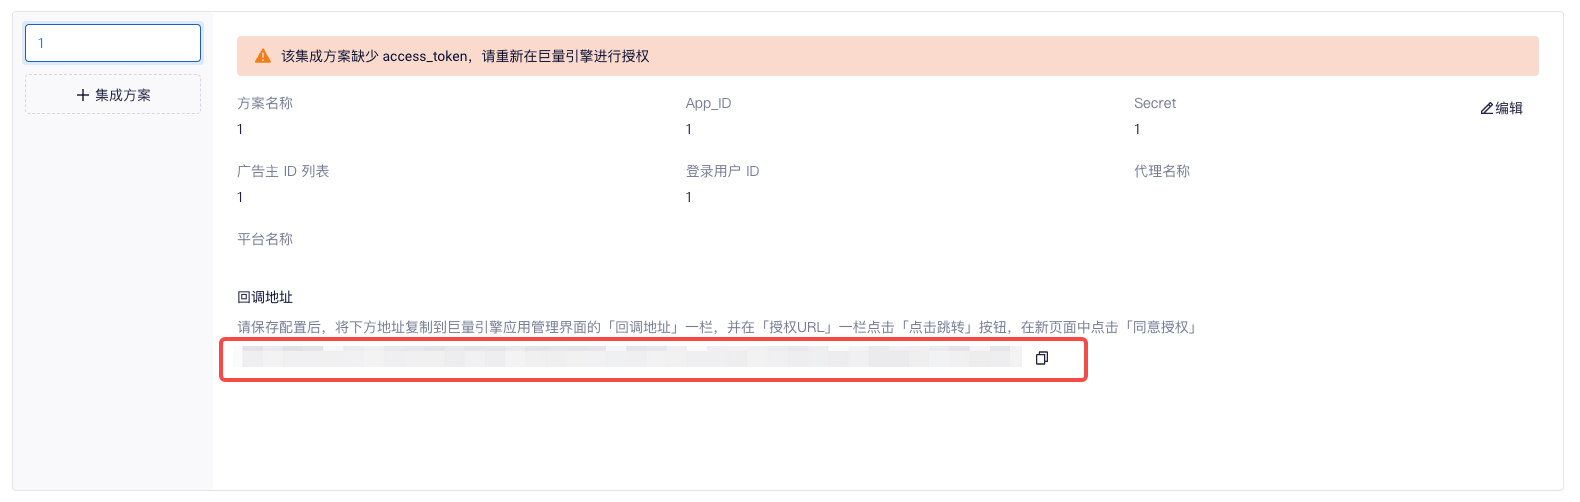 1
集成方案
该集成方案缺少 access_token，请重新在巨量引擎进行授权
方案名称
App_ID
Secret
编辑
1
1
1
广告主 ID 列表
登录用户 ID
代理名称
1
1
平台名称
回调地址
请保存配置后，将下方地址复制到巨量引擎应用管理界面的「回调地址」一栏，并在「授权URL」一栏点击「点击跳转」按钮，在新页面中点击「同意授权」